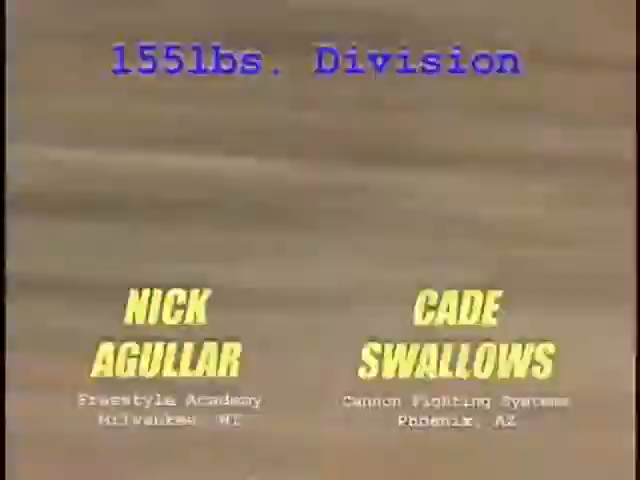 155lbs. Division
NICK
AGULLAR
CADE
SWALLOWS
Freestyle Academy
Milwaukee, WI
Cannon Fighting Systems
Phoenix, AZ